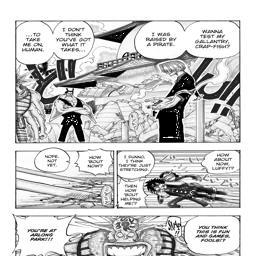 ...TO
TAKE
ME ON,
HUMAN.
I DON'T
THINK
YOU'VE GOT
WHAT IT
TAKES...
I WAS
RAISED BY
A PIRATE.
WANNA
TEST MY
GALLANTRY,
CRAP-FISH?
NOPE.
NOT
YET.
HOW
'BOUT
NOW?
I DUNNO,
I THINK
THEY'RE JUST
STRETCHING.
THEN
HOW
'BOUT
HELPING
ME?
HOW
ABOUT
NOW,
LUFFY!?
YOU'RE AT
ARLONG
PARK!!!
YOU THINK
THIS IS FUN
AND GAMES,
FOOLS!?